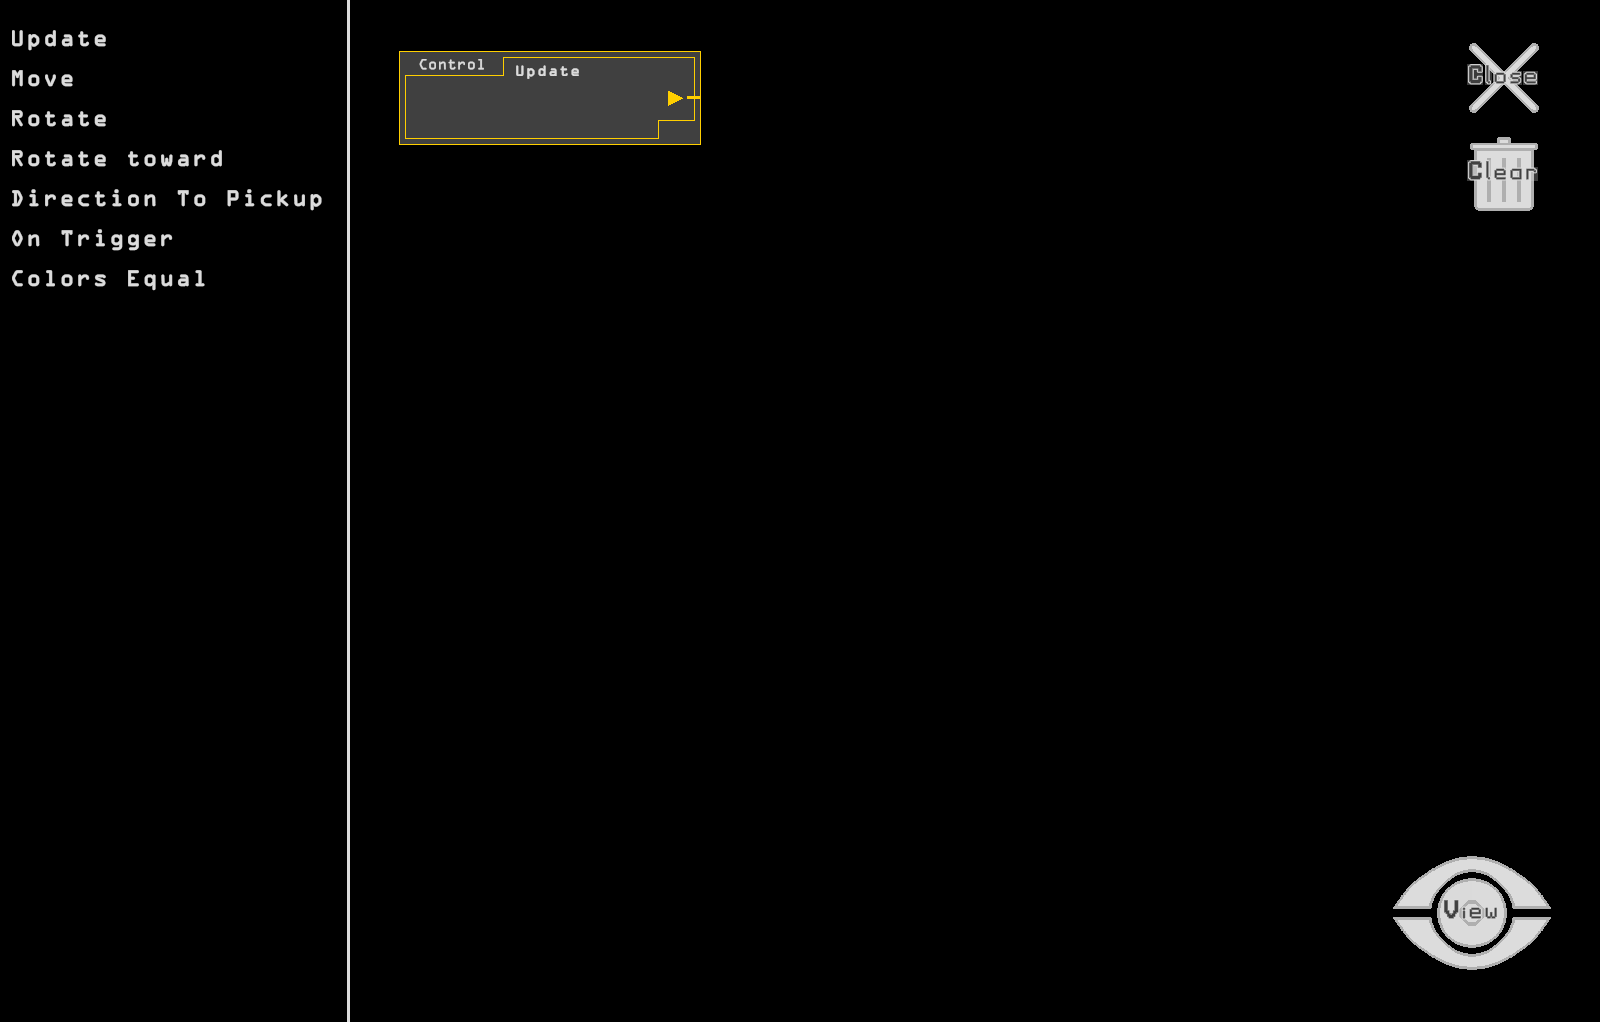 Update
Move
Rotate
Rotate toward
Direction To Pickup
On Trigger
Colors Equal
Control
Update
Close
Clear
View